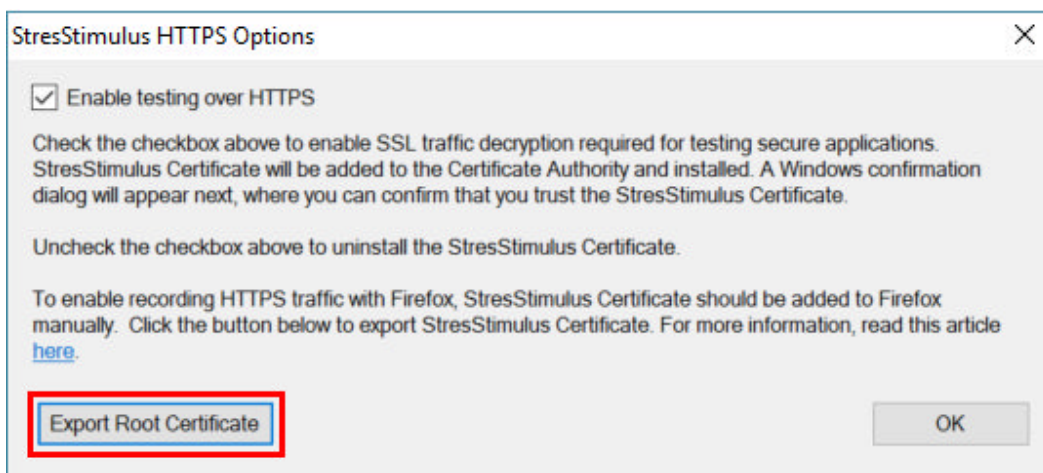 StresStimulus HTTPS Options
Enable testing over HTTPS
Check the checkbox above to enable SSL traffic decryption required for testing secure applications.
StresStimulus Certificate will be added to the Certificate Authority and installed. A Windows confirmation
dialog will appear next, where you can confirm that you trust the StresStimulus Certificate.
Uncheck the checkbox above to uninstall the StresStimulus Certificate.
To enable recording HTTPS traffic with Firefox, StresStimulus Certificate should be added to Firefox
manually.  Click the button below to export StresStimulus Certificate. For more information, read this article
here.
Export Root Certificate
OK